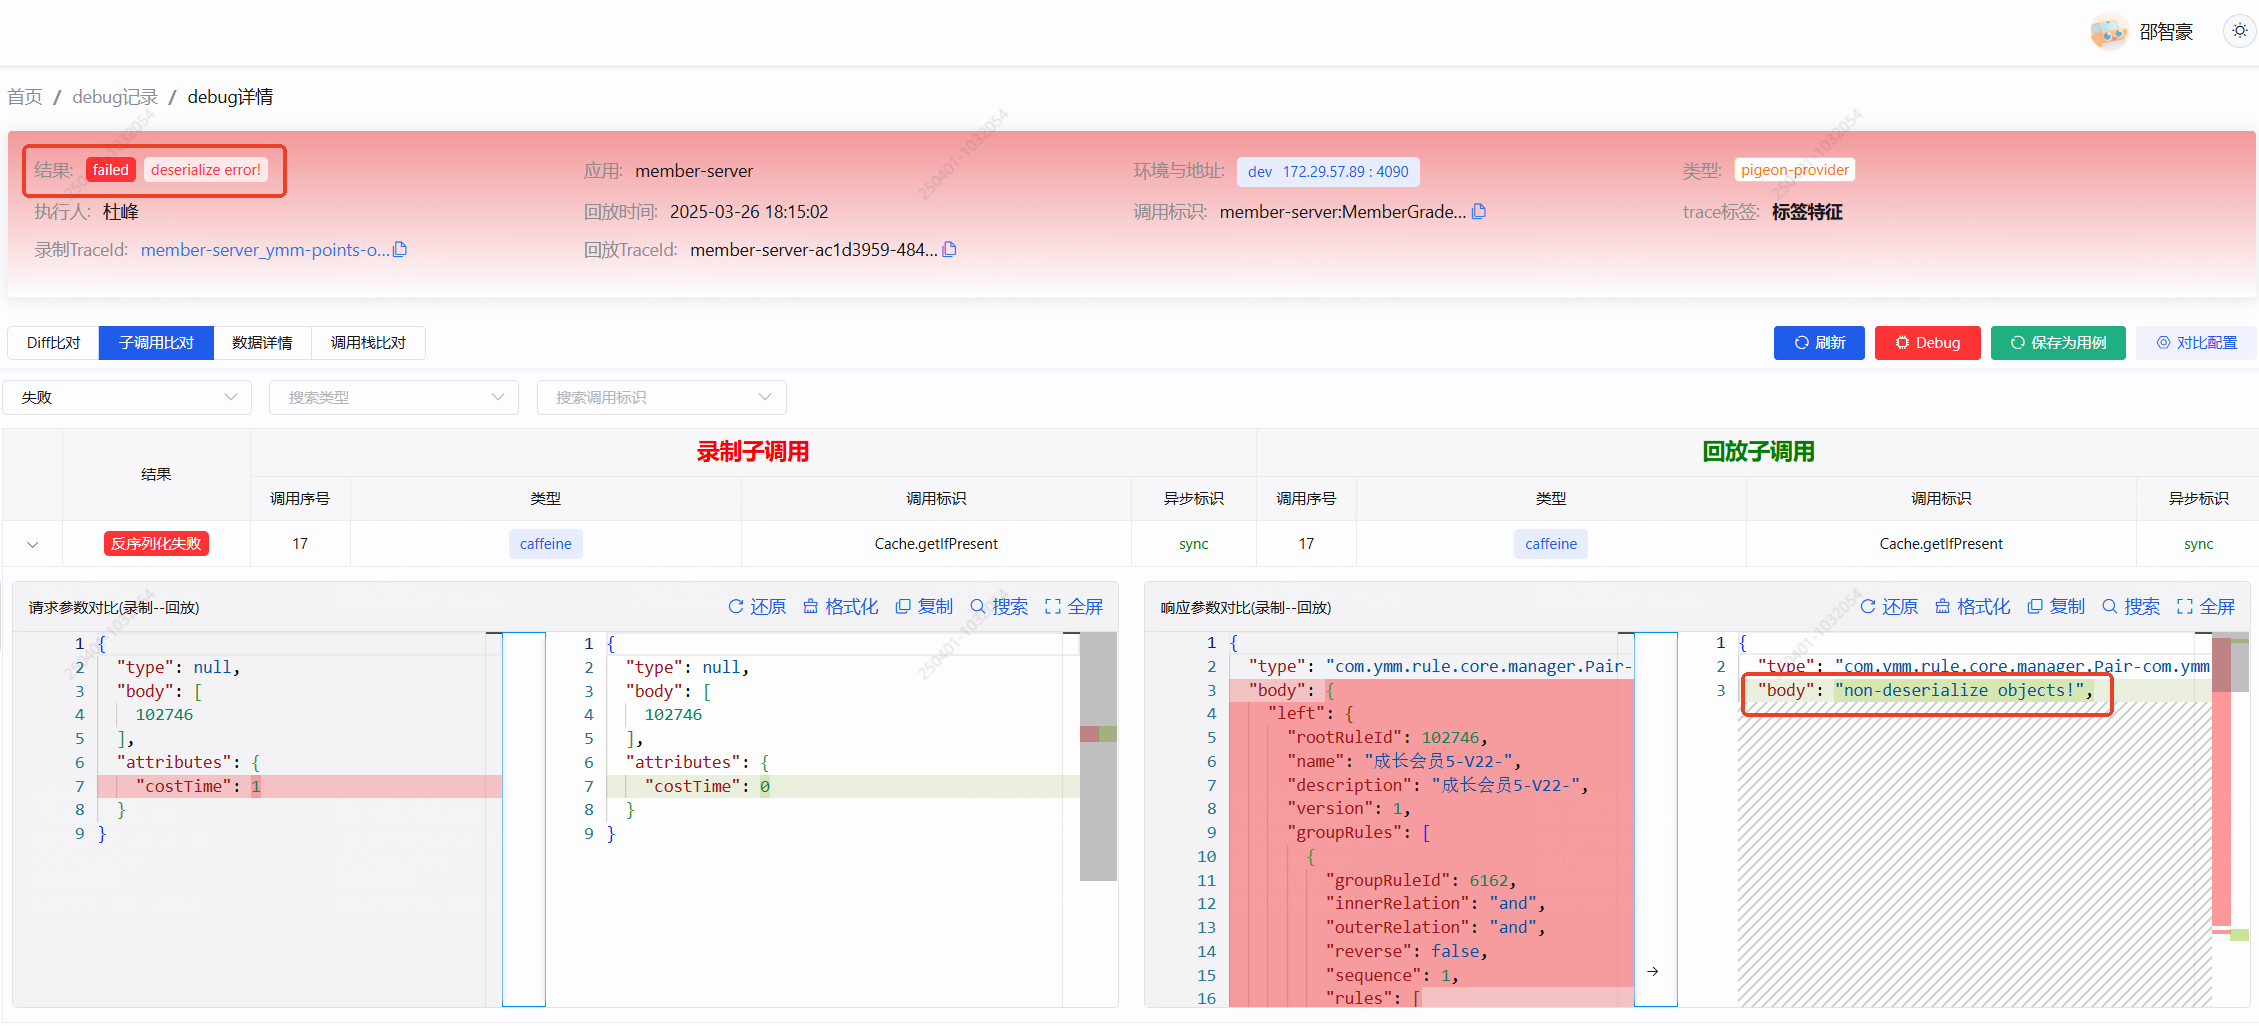 邵智豪
首页 / debug记录 / debug详情
结果: failed deserialize error!
应用: member-server
环境与地址: dev 172.29.57.89 : 4090
类型: pigeon-provider
执行人: 杜峰
回放时间: 2025-03-26 18:15:02
调用标识: member-server:MemberGrade...
trace标签: 标签特征
录制TraceId: member-server_ymm-points-o...
回放TraceId: member-server-ac1d3959-484...
Diff比对 子调用比对 数据详情 调用栈比对
刷新 Debug 保存为用例 对比配置
失败 搜索类型 搜索调用标识
录制子调用 回放子调用
结果 调用序号 类型 调用标识 异步标识 调用序号 类型 调用标识 异步标识
反序列化失败 17 caffeine Cache.getIfPresent sync 17 caffeine Cache.getIfPresent sync
请求参数对比(录制--回放) 还原 格式化 复制 搜索 全屏
1 {
2 "type": null,
3 "body": [
4 102746
5 ],
6 "attributes": {
7 "costTime": 1
8 }
9 }
1 {
2 "type": null,
3 "body": [
4 102746
5 ],
6 "attributes": {
7 "costTime": 0
8 }
9 }
响应参数对比(录制--回放) 还原 格式化 复制 搜索 全屏
1 {
2 "type": "com.ymm.rule.core.manager.Pair-
3 "body": {
4 "left": {
5 "rootRuleId": 102746,
6 "name": "成长会员5-V22-",
7 "description": "成长会员5-V22-",
8 "version": 1,
9 "groupRules": [
10 {
11 "groupRuleId": 6162,
12 "innerRelation": "and",
13 "outerRelation": "and",
14 "reverse": false,
15 "sequence": 1,
16 "rules": [
1 {
2 "type": "com.ymm.rule.core.manager.Pair-com.ymm
3 "body": "non-deserialize objects!",
250401-1032054
250401-1032054
250401-1032054
250401-1032054
250401-1032054
250401-1032054